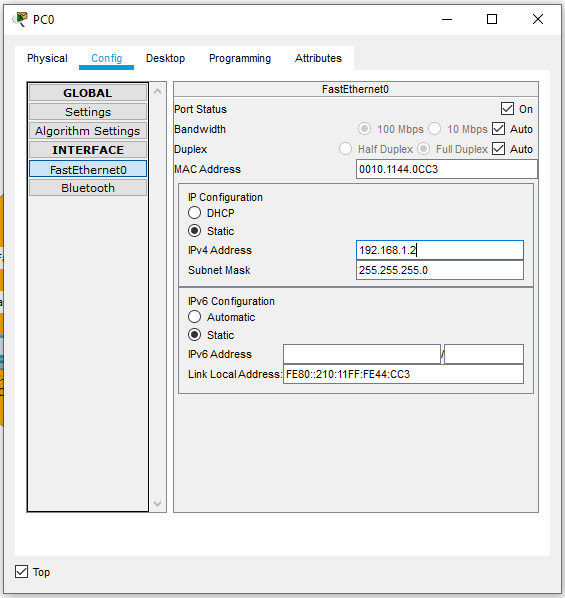 PC0
Physical Config Desktop Programming Attributes
GLOBAL
Settings
Algorithm Settings
INTERFACE
FastEthernet0
Bluetooth
FastEthernet0
Port Status On
Bandwidth 100 Mbps 10 Mbps Auto
Duplex Half Duplex Full Duplex Auto
MAC Address 0010.1144.0CC3
IP Configuration
DHCP
Static
IPv4 Address 192.168.1.2
Subnet Mask 255.255.255.0
IPv6 Configuration
Automatic
Static
IPv6 Address /
Link Local Address: FE80::210:11FF:FE44:CC3
Top